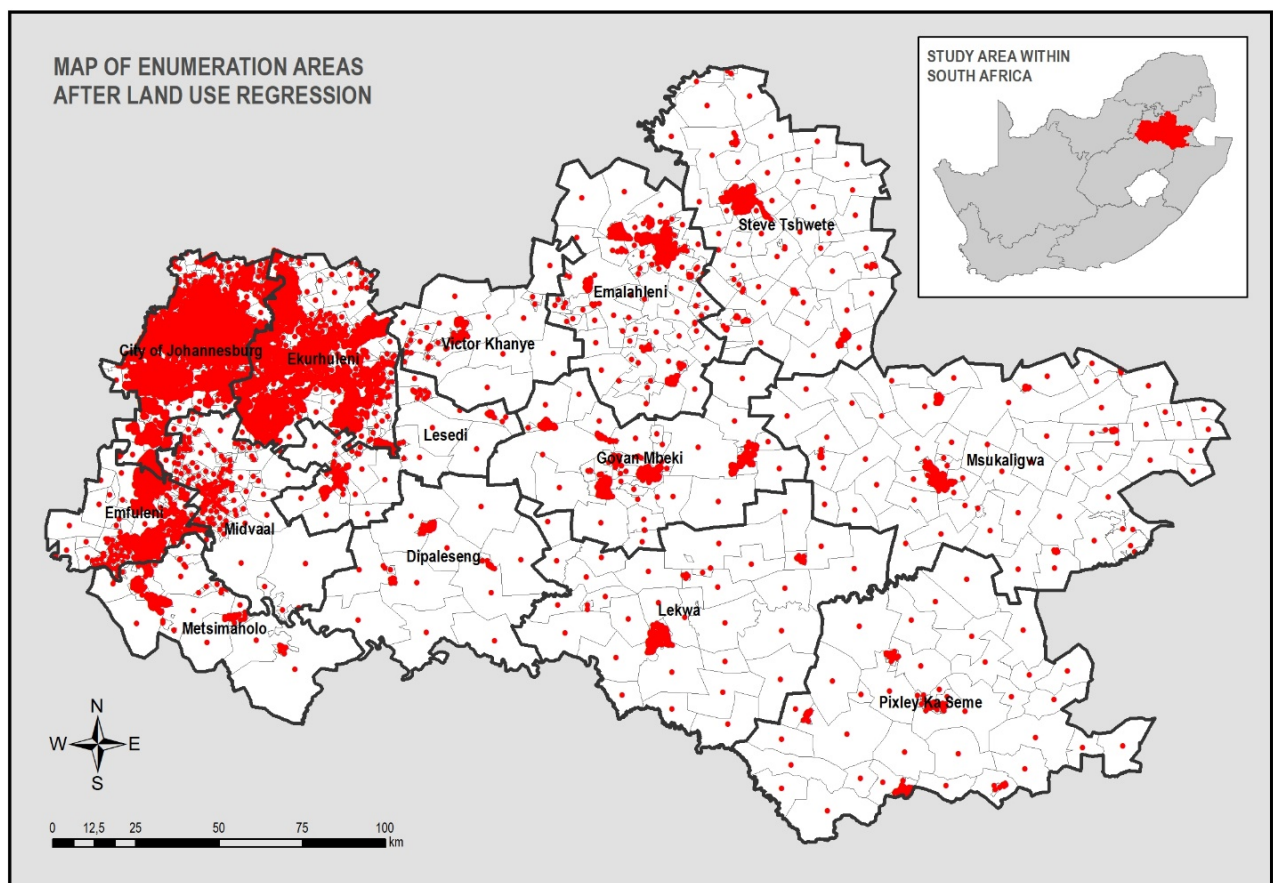 MAP OF ENUMERATION AREAS
AFTER LAND USE REGRESSION
STUDY AREA WITHIN
SOUTH AFRICA
Steve Tshwete
Emalahleni
Victor Khanye
City of Johannesburg
Ekurhuleni
Lesedi
Govan Mbeki
Msukaligwa
Emfuleni
Midvaal
Dipaleseng
Lekwa
Metsimaholo
Pixley Ka Seme
N
W
E
S
0 12,5 25 50 75 100
km